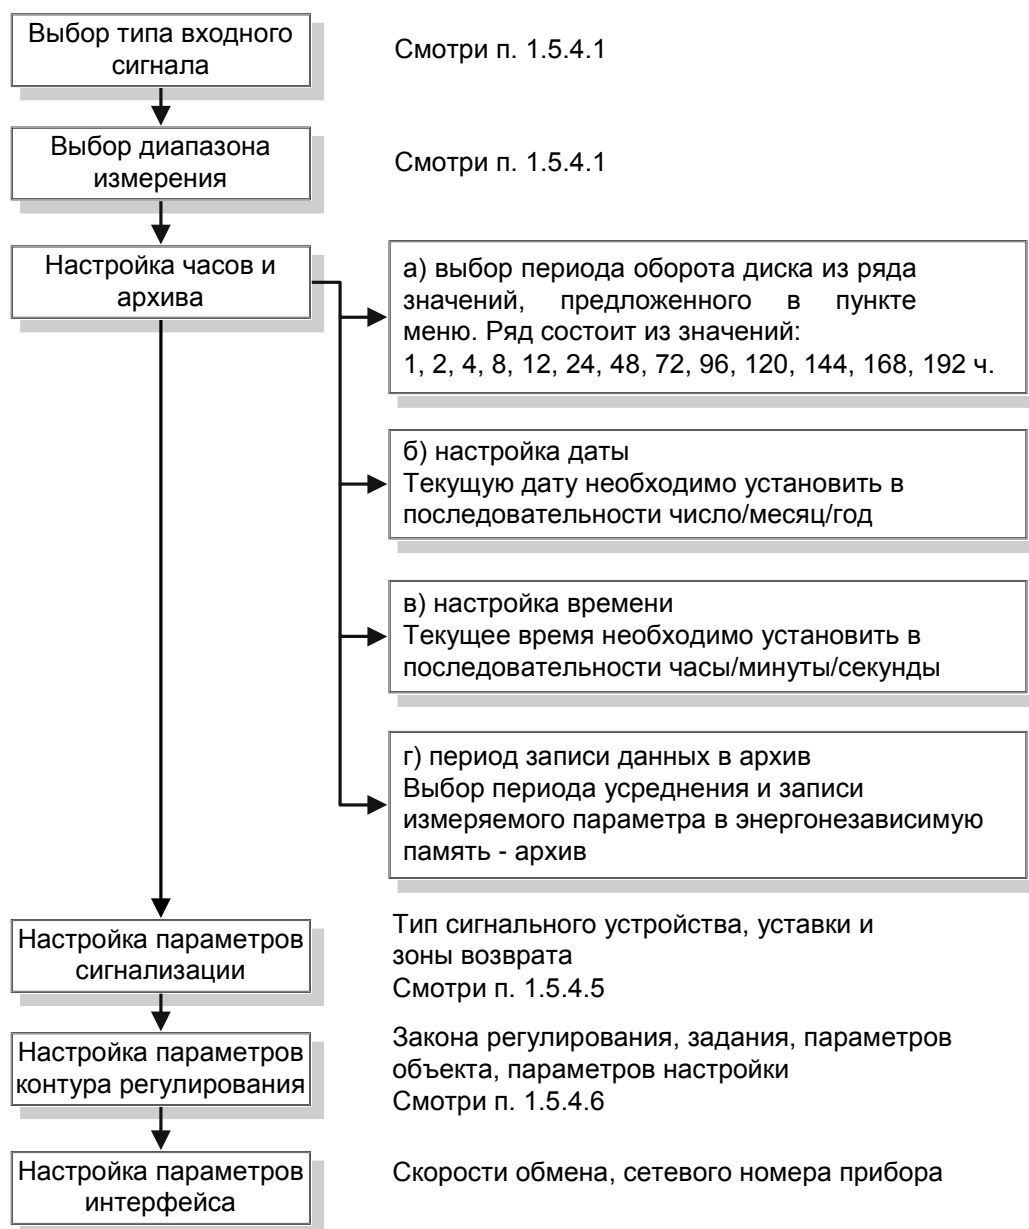 Выбор типа входного
сигнала
Смотри п. 1.5.4.1
Выбор диапазона
измерения
Смотри п. 1.5.4.1
Настройка часов и
архива
а) выбор периода оборота диска из ряда
значений, предложенного в пункте
меню. Ряд состоит из значений:
1, 2, 4, 8, 12, 24, 48, 72, 96, 120, 144, 168, 192 ч.
б) настройка даты
Текущую дату необходимо установить в
последовательности число/месяц/год
в) настройка времени
Текущее время необходимо установить в
последовательности часы/минуты/секунды
г) период записи данных в архив
Выбор периода усреднения и записи
измеряемого параметра в энергонезависимую
память - архив
Настройка параметров
сигнализации
Тип сигнального устройства, уставки и
зоны возврата
Смотри п. 1.5.4.5
Настройка параметров
контура регулирования
Закона регулирования, задания, параметров
объекта, параметров настройки
Смотри п. 1.5.4.6
Настройка параметров
интерфейса
Скорости обмена, сетевого номера прибора